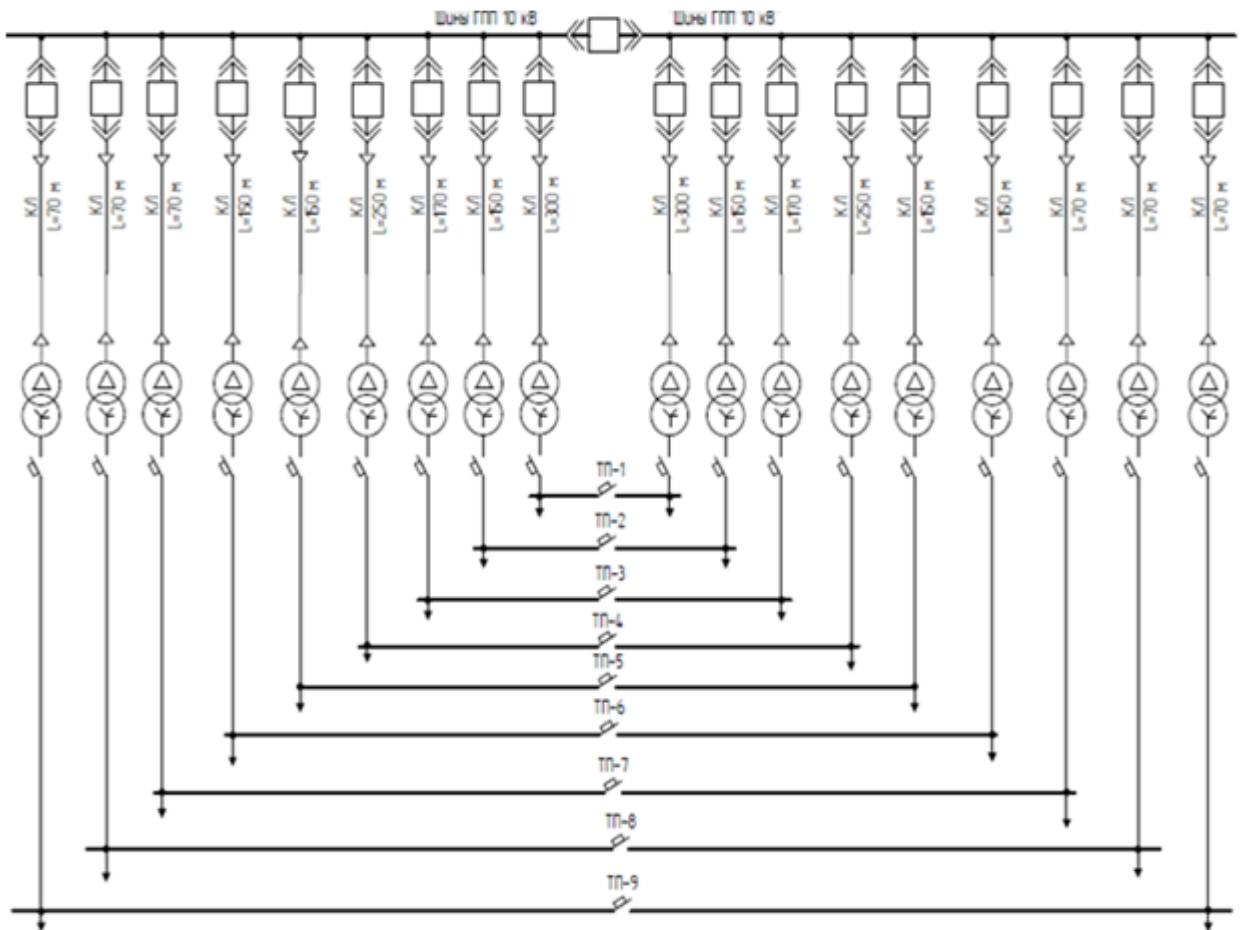 Шины ГПП 10 кВ
Шины ГПП 10 кВ
КЛ
L=70 м
КЛ
L=70 м
КЛ
L=70 м
КЛ
L=150 м
КЛ
L=150 м
КЛ
L=250 м
КЛ
L=170 м
КЛ
L=150 м
КЛ
L=300 м
КЛ
L=300 м
КЛ
L=150 м
КЛ
L=170 м
КЛ
L=250 м
КЛ
L=150 м
КЛ
L=150 м
КЛ
L=70 м
КЛ
L=70 м
КЛ
L=70 м
ТП-1
ТП-2
ТП-3
ТП-4
ТП-5
ТП-6
ТП-7
ТП-8
ТП-9